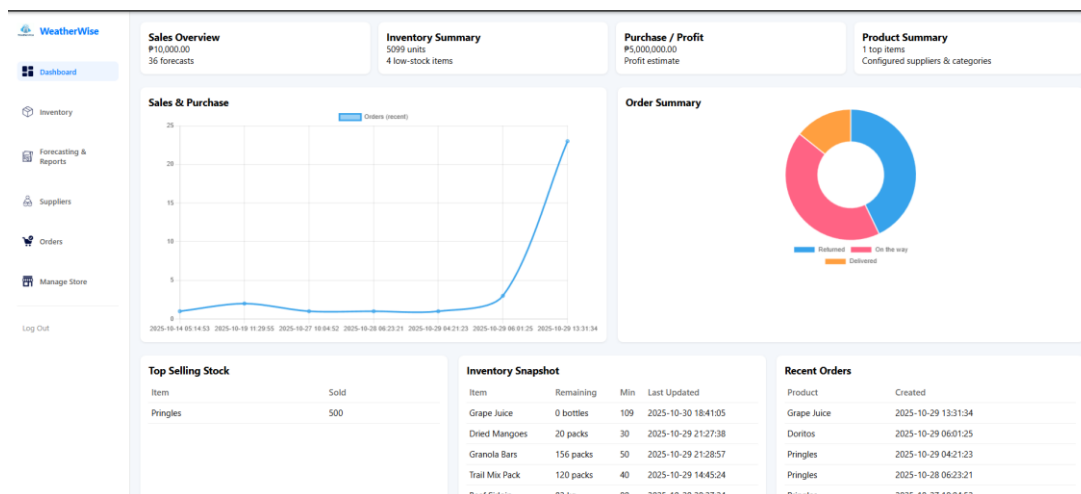 WeatherWise
Dashboard
Inventory
Forecasting &
Reports
Suppliers
Orders
Manage Store
Log Out
Sales Overview
₱10,000.00
36 forecasts
Inventory Summary
5099 units
4 low-stock items
Purchase / Profit
₱5,000,000.00
Profit estimate
Product Summary
1 top items
Configured suppliers & categories
Sales & Purchase
Orders (recent)
25
20
15
10
5
0
2025-10-14 05:14:53 2025-10-19 11:29:55 2025-10-27 10:04:52 2025-10-28 06:23:21 2025-10-29 04:21:23 2025-10-29 06:01:25 2025-10-29 13:31:34
Order Summary
Returned On the way
Delivered
Top Selling Stock
Item Sold
Pringles 500
Inventory Snapshot
Item Remaining Min Last Updated
Grape Juice 0 bottles 109 2025-10-30 18:41:05
Dried Mangoes 20 packs 30 2025-10-29 21:27:38
Granola Bars 156 packs 50 2025-10-29 21:28:57
Trail Mix Pack 120 packs 40 2025-10-29 14:45:24
Recent Orders
Product Created
Grape Juice 2025-10-29 13:31:34
Doritos 2025-10-29 06:01:25
Pringles 2025-10-29 04:21:23
Pringles 2025-10-28 06:23:21